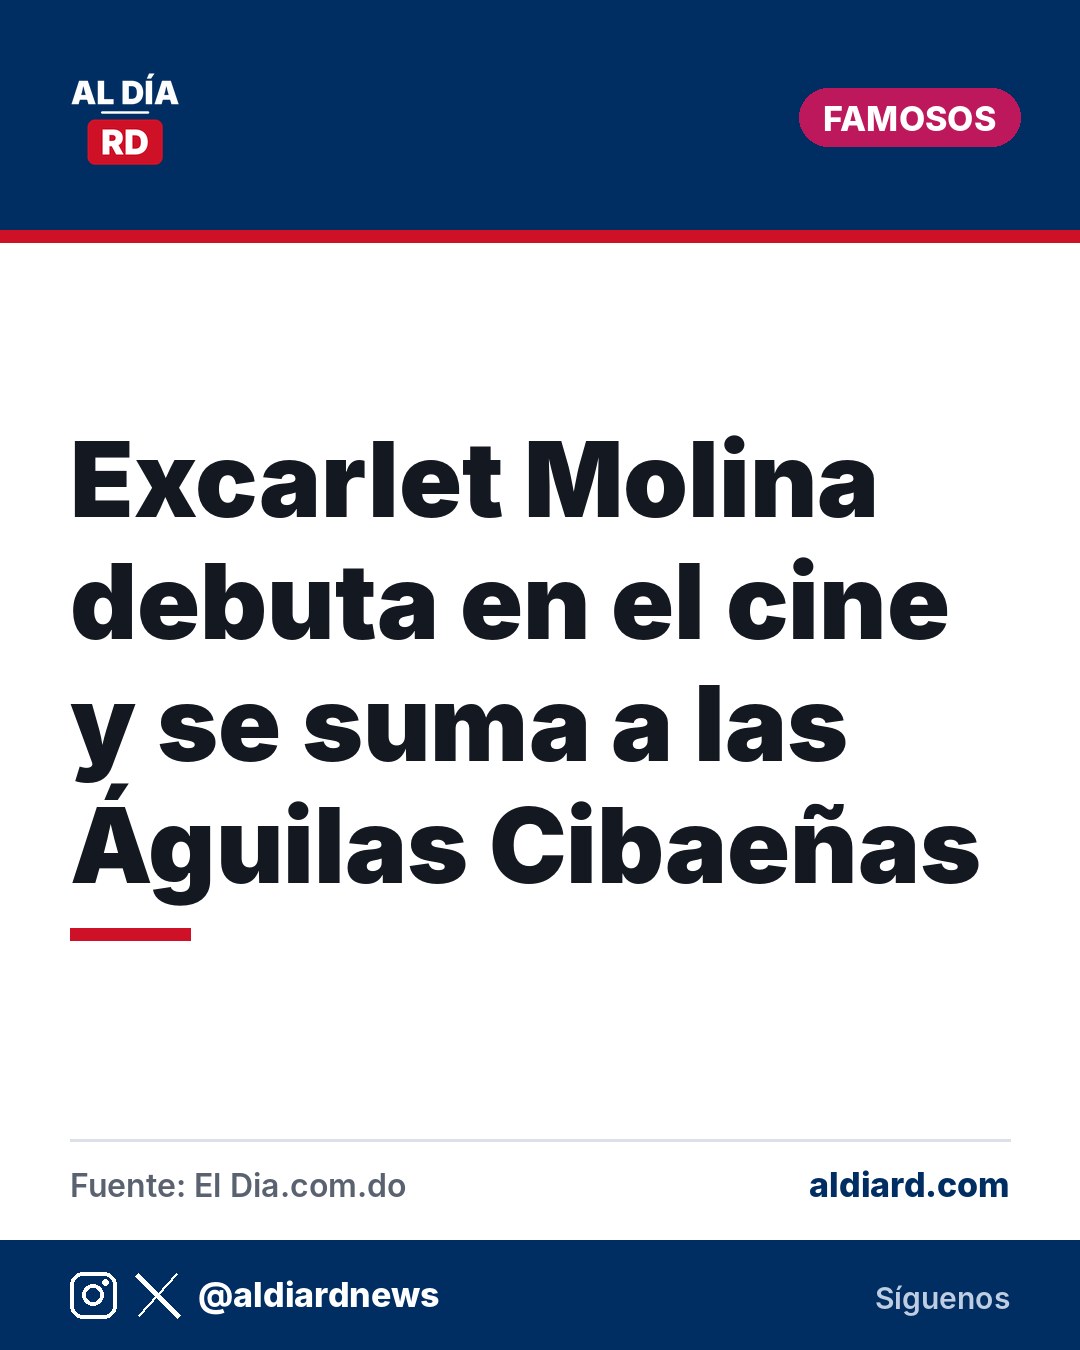 AL DÍA
RD
FAMOSOS
Excarlet Molina
debuta en el cine
y se suma a las
Águilas Cibaeñas
Fuente: El Dia.com.do
aldiard.com
@aldiardnews
Síguenos